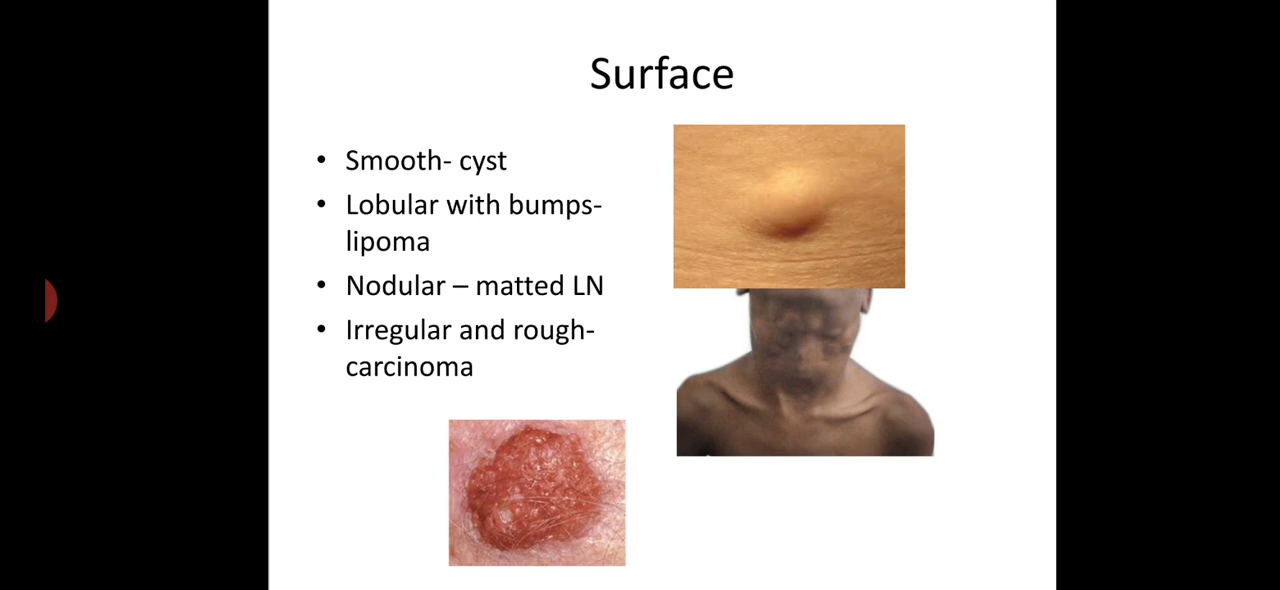 Surface
• Smooth- cyst
• Lobular with bumps-
lipoma
• Nodular – matted LN
• Irregular and rough-
carcinoma